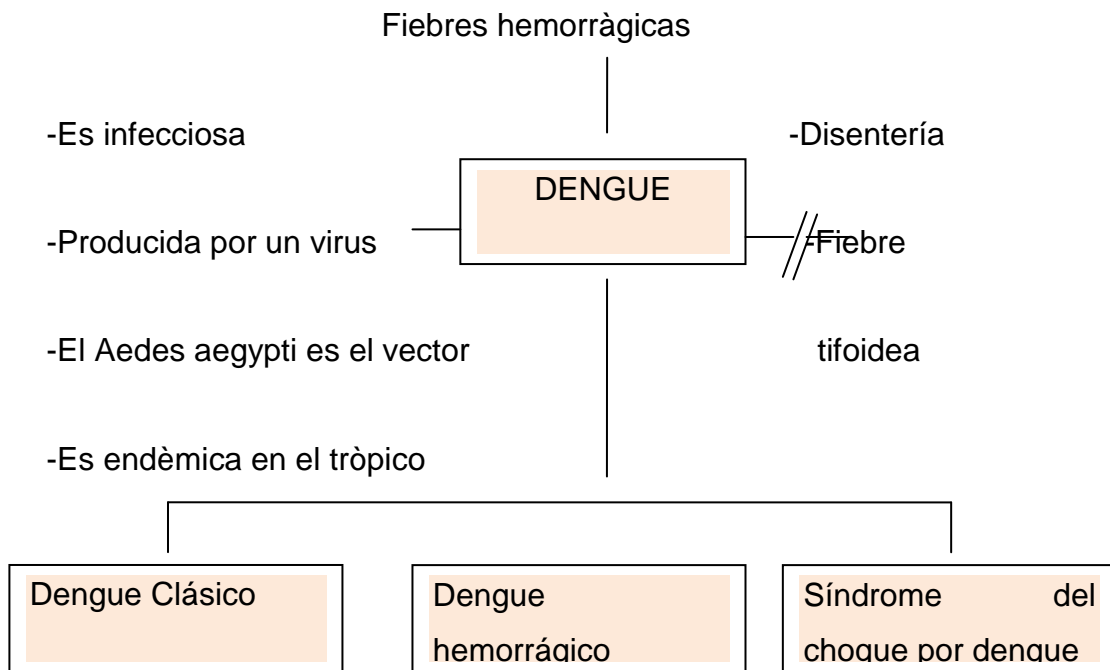 Fiebres hemorràgicas
-Es infecciosa
-Disentería
DENGUE
-Producida por un virus
-Fiebre
-El Aedes aegypti es el vector
tifoidea
-Es endèmica en el tròpico
Dengue Clásico
Dengue
hemorrágico
Síndrome del
choque por dengue